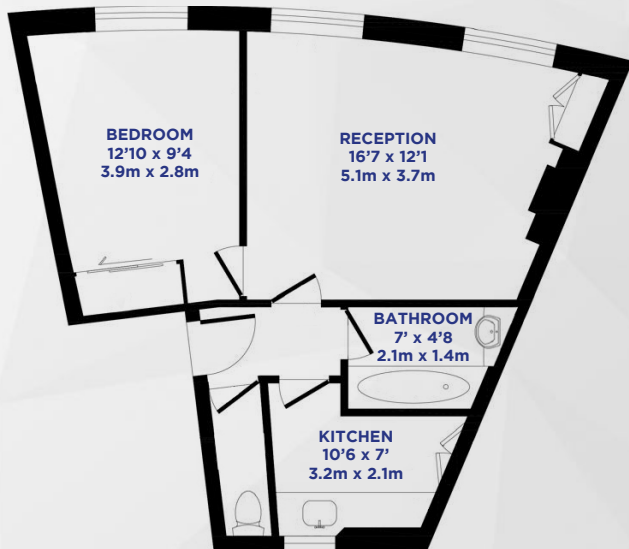 BEDROOM
12'10 x 9'4
3.9m x 2.8m
RECEPTION
16'7 x 12'1
5.1m x 3.7m
BATHROOM
7' x 4'8
2.1m x 1.4m
KITCHEN
10'6 x 7'
3.2m x 2.1m